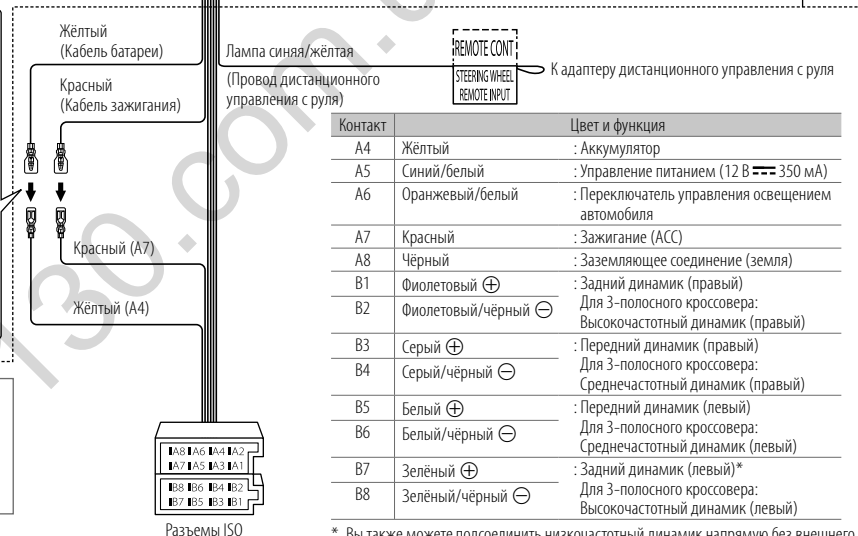 Жёлтый
(Кабель батареи)
Красный
(Кабель зажигания)
Лампа синяя/жёлтая
(Провод дистанционного
управления с руля)
REMOTE CONT
STEERING WHEEL
REMOTE INPUT
К адаптеру дистанционного управления с руля
Красный (A7)
Жёлтый (A4)
A8 A6 A4 A2
A7 A5 A3 A1
B8 B6 B4 B2
B7 B5 B3 B1
Разъемы ISO
Контакт Цвет и функция
A4 Жёлтый : Аккумулятор
A5 Синий/белый : Управление питанием (12 В ⎓ 350 мА)
A6 Оранжевый/белый : Переключатель управления освещением
автомобиля
A7 Красный : Зажигание (ACC)
A8 Чёрный : Заземляющее соединение (земля)
B1 Фиолетовый ⊕ : Задний динамик (правый)
Для 3-полосного кроссовера:
B2 Фиолетовый/чёрный ⊖
Высокочастотный динамик (правый)
B3 Серый ⊕ : Передний динамик (правый)
Для 3-полосного кроссовера:
B4 Серый/чёрный ⊖
Среднечастотный динамик (правый)
B5 Белый ⊕ : Передний динамик (левый)
Для 3-полосного кроссовера:
B6 Белый/чёрный ⊖
Среднечастотный динамик (левый)
B7 Зелёный ⊕ : Задний динамик (левый)*
Для 3-полосного кроссовера:
B8 Зелёный/чёрный ⊖
Высокочастотный динамик (левый)
* Вы также можете подсоединить низкочастотный динамик напрямую без внешнего
130.com.